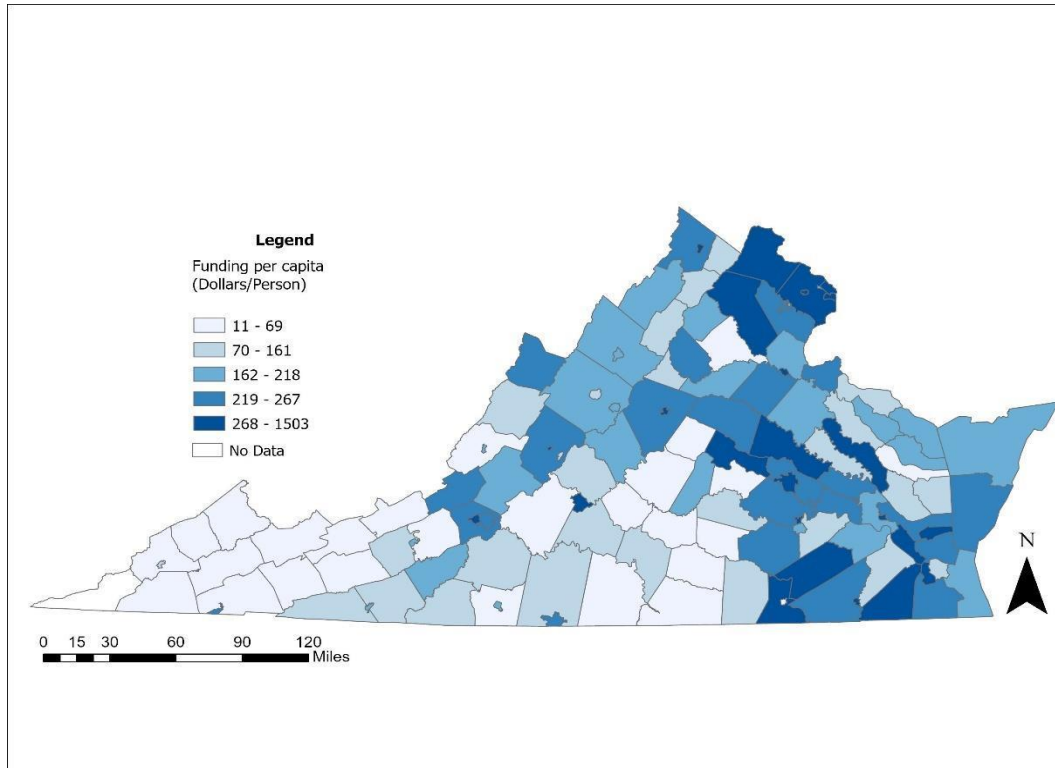 Legend
Funding per capita
(Dollars/Person)
11 - 69
70 - 161
162 - 218
219 - 267
268 - 1503
No Data
N
0 15 30 60 90 120
Miles